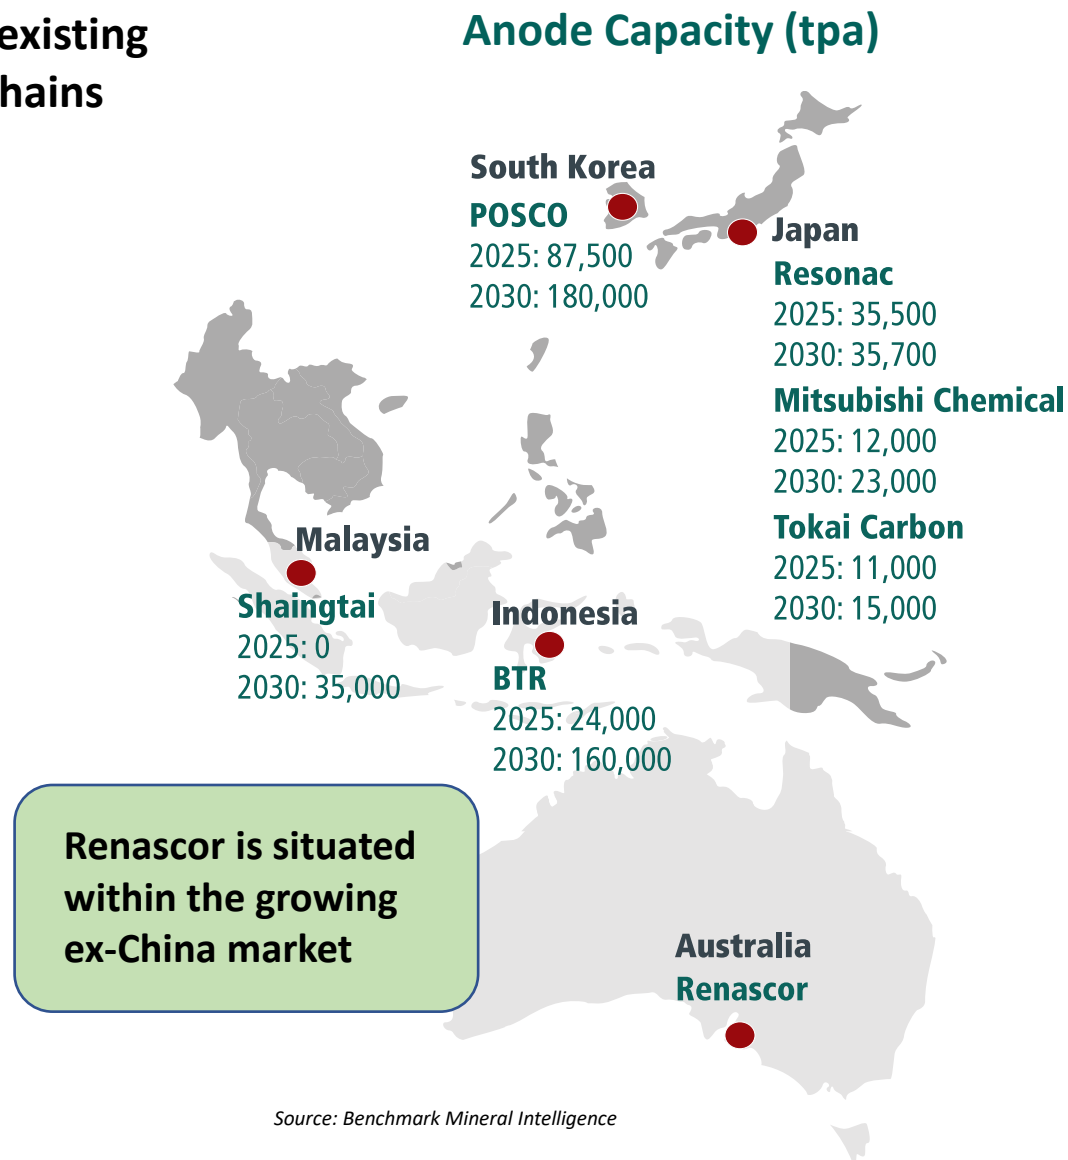 existing
hains
Anode Capacity (tpa)
South Korea
POSCO
2025: 87,500
2030: 180,000
Japan
Resonac
2025: 35,500
2030: 35,700
Mitsubishi Chemical
2025: 12,000
2030: 23,000
Tokai Carbon
2025: 11,000
2030: 15,000
Malaysia
Shaingtai
2025: 0
2030: 35,000
Indonesia
BTR
2025: 24,000
2030: 160,000
Renascor is situated
within the growing
ex-China market
Australia
Renascor
Source: Benchmark Mineral Intelligence